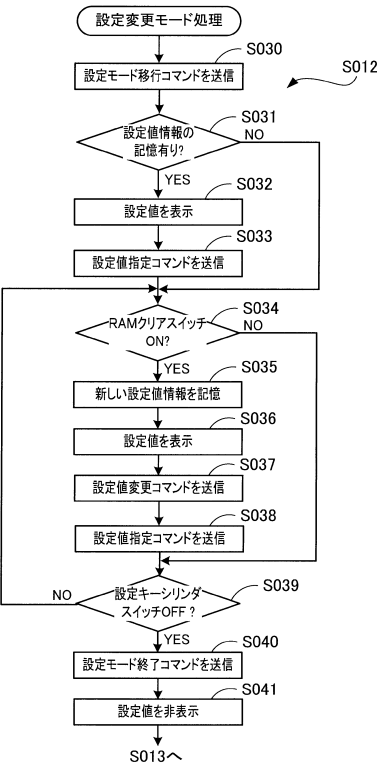 設定変更モード処理
S030
設定モード移行コマンドを送信
S012
S031
設定値情報の
記憶有り?
NO
YES
S032
設定値を表示
S033
設定値指定コマンドを送信
S034
RAMクリアスイッチ
ON?
NO
YES
S035
新しい設定値情報を記憶
S036
設定値を表示
S037
設定値変更コマンドを送信
S038
設定値指定コマンドを送信
S039
設定キーシリンダ
スイッチOFF?
NO
YES
S040
設定モード終了コマンドを送信
S041
設定値を非表示
S013へ